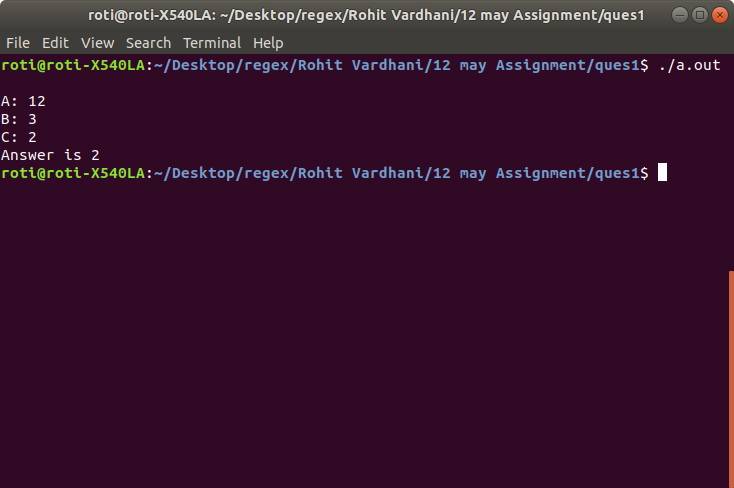 roti@roti-X540LA: ~/Desktop/regex/Rohit Vardhani/12 may Assignment/ques1
File Edit View Search Terminal Help
roti@roti-X540LA:~/Desktop/regex/Rohit Vardhani/12 may Assignment/ques1$ ./a.out
A: 12
B: 3
C: 2
Answer is 2
roti@roti-X540LA:~/Desktop/regex/Rohit Vardhani/12 may Assignment/ques1$